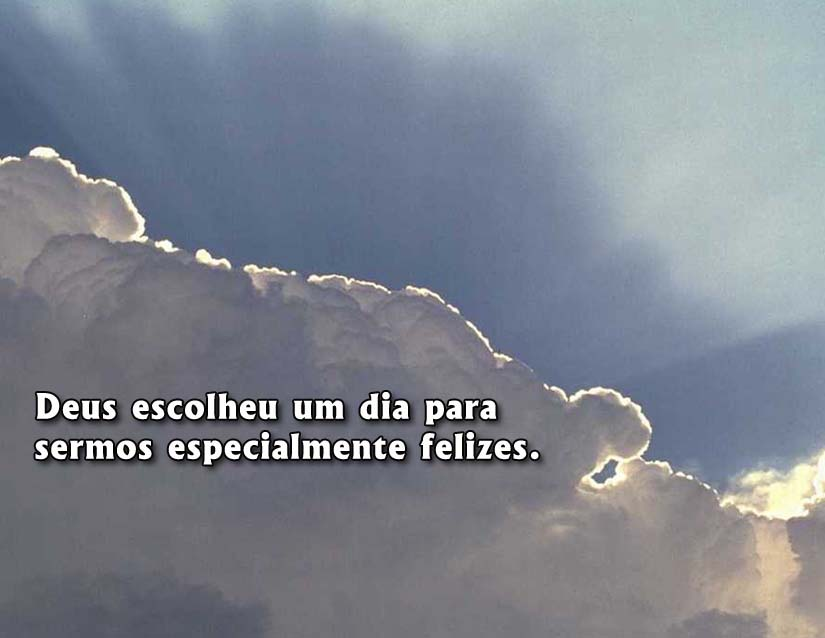 Deus escolheu um dia para
sermos especialmente felizes.